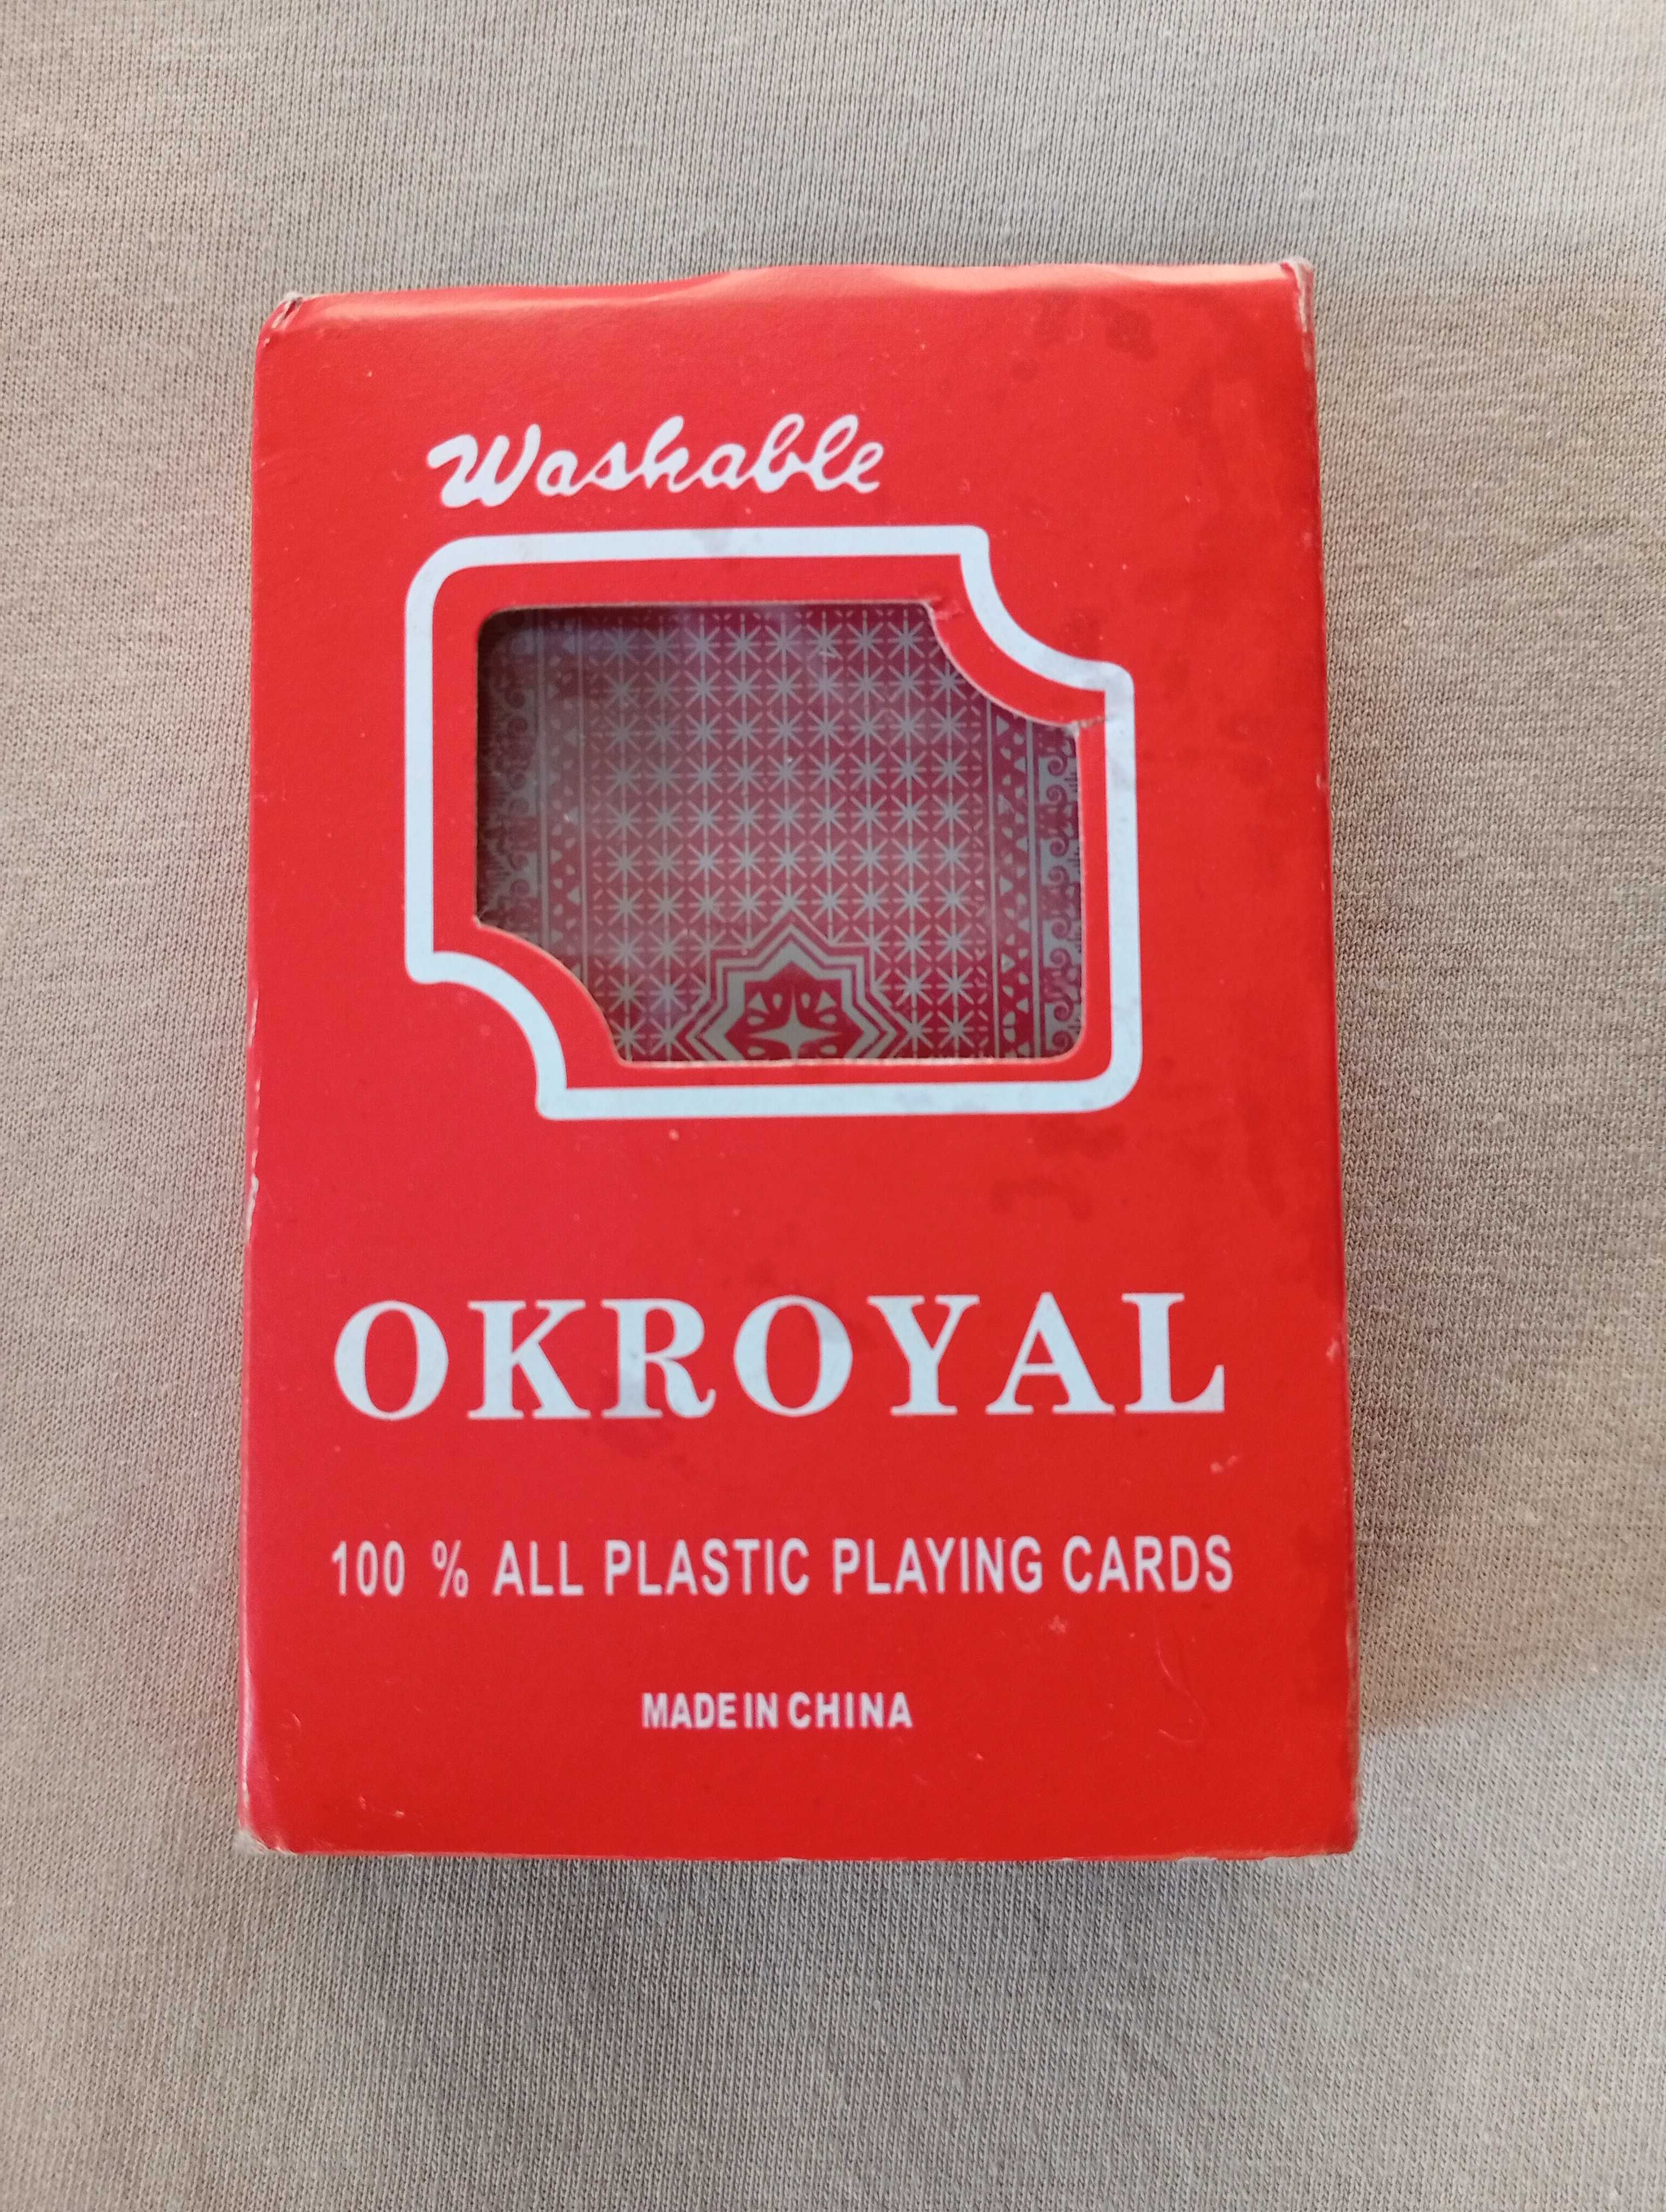 Washable
OKROYAL
100 % ALL PLASTIC PLAYING CARDS
MADE IN CHINA